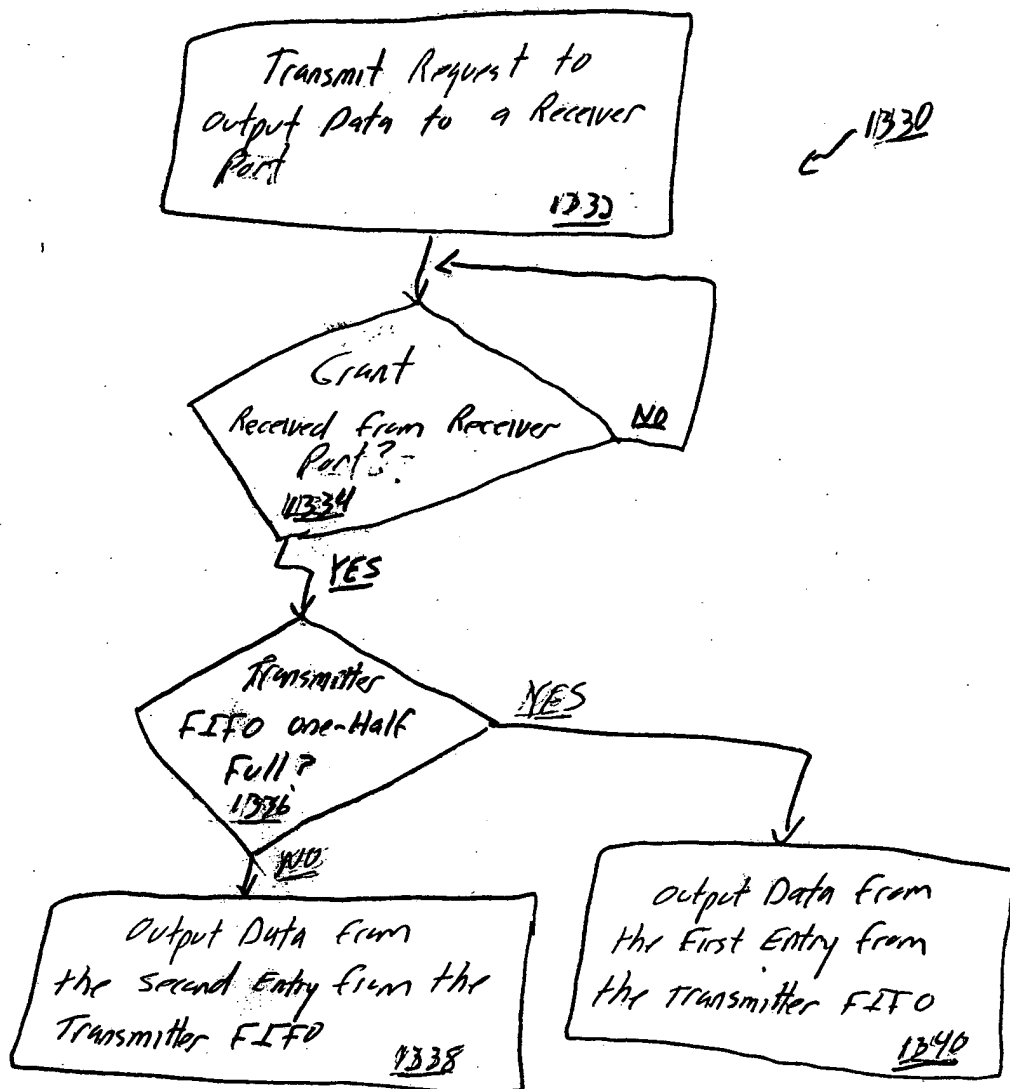 Transmit Request to
Output Data to a Receiver
Port
1332
1330
Grant
Received from Receiver
Port?
1334
NO
YES
Transmitter
FIFO one-Half
Full?
1336
YES
NO
Output Data from
the second Entry from the
Transmitter FIFO
1338
Output Data from
the First Entry from
the Transmitter FIFO
1340